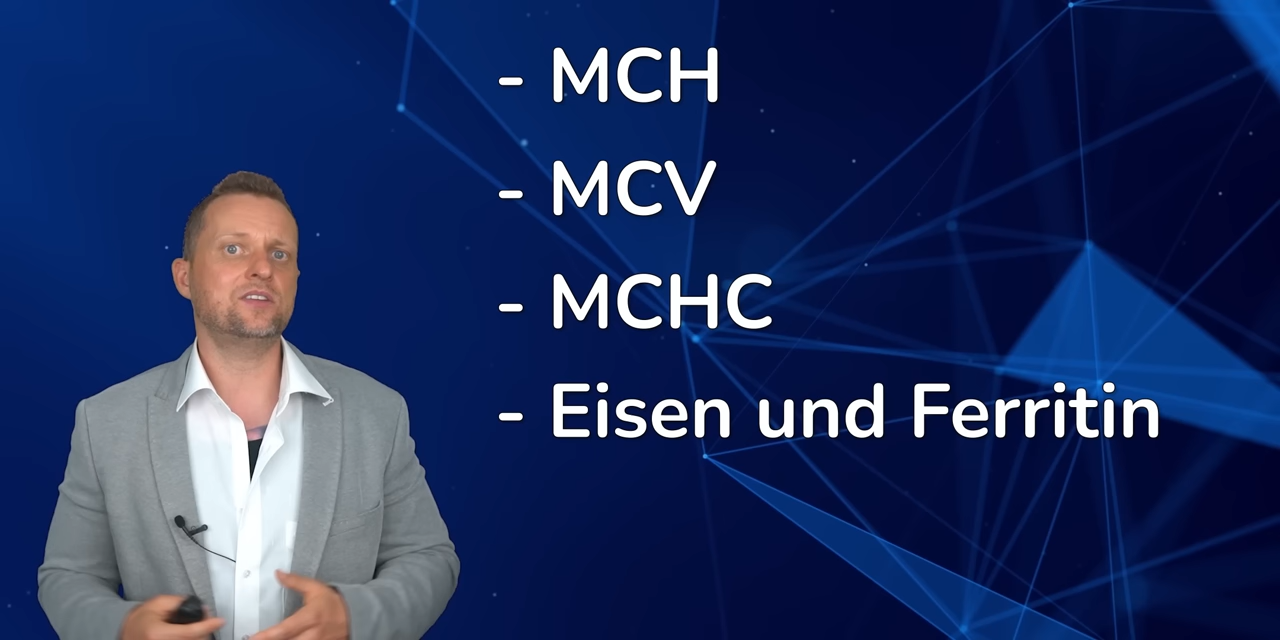 - MCH
- MCV
- MCHC
- Eisen und Ferritin